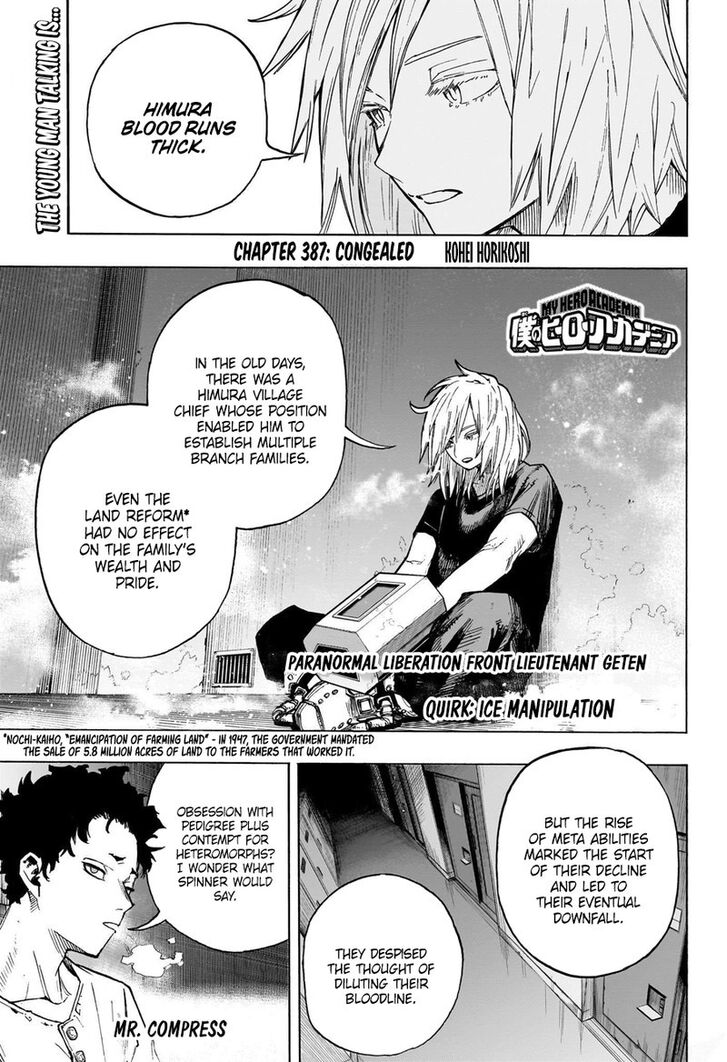 THE YOUNG MAN TALKING IS...
HIMURA
BLOOD RUNS
THICK.
CHAPTER 387: CONGEALED
KOHEI HORIKOSHI
MY HERO ACADEMIA
僕のヒーローアカデミア
IN THE OLD DAYS,
THERE WAS A
HIMURA VILLAGE
CHIEF WHOSE POSITION
ENABLED HIM TO
ESTABLISH MULTIPLE
BRANCH FAMILIES.
EVEN THE
LAND REFORM*
HAD NO EFFECT
ON THE FAMILY'S
WEALTH AND
PRIDE.
PARANORMAL LIBERATION FRONT LIEUTENANT GETEN
QUIRK: ICE MANIPULATION
*NOCHI-KAIHO, "EMANCIPATION OF FARMING LAND" - IN 1947, THE GOVERNMENT MANDATED
THE SALE OF 5.8 MILLION ACRES OF LAND TO THE FARMERS THAT WORKED IT.
BUT THE RISE
OF META ABILITIES
MARKED THE START
OF THEIR DECLINE
AND LED TO
THEIR EVENTUAL
DOWNFALL.
THEY DESPISED
THE THOUGHT OF
DILUTING THEIR
BLOODLINE.
OBSESSION WITH
PEDIGREE PLUS
CONTEMPT FOR
HETEROMORPHS?
I WONDER WHAT
SPINNER WOULD
SAY.
MR. COMPRESS